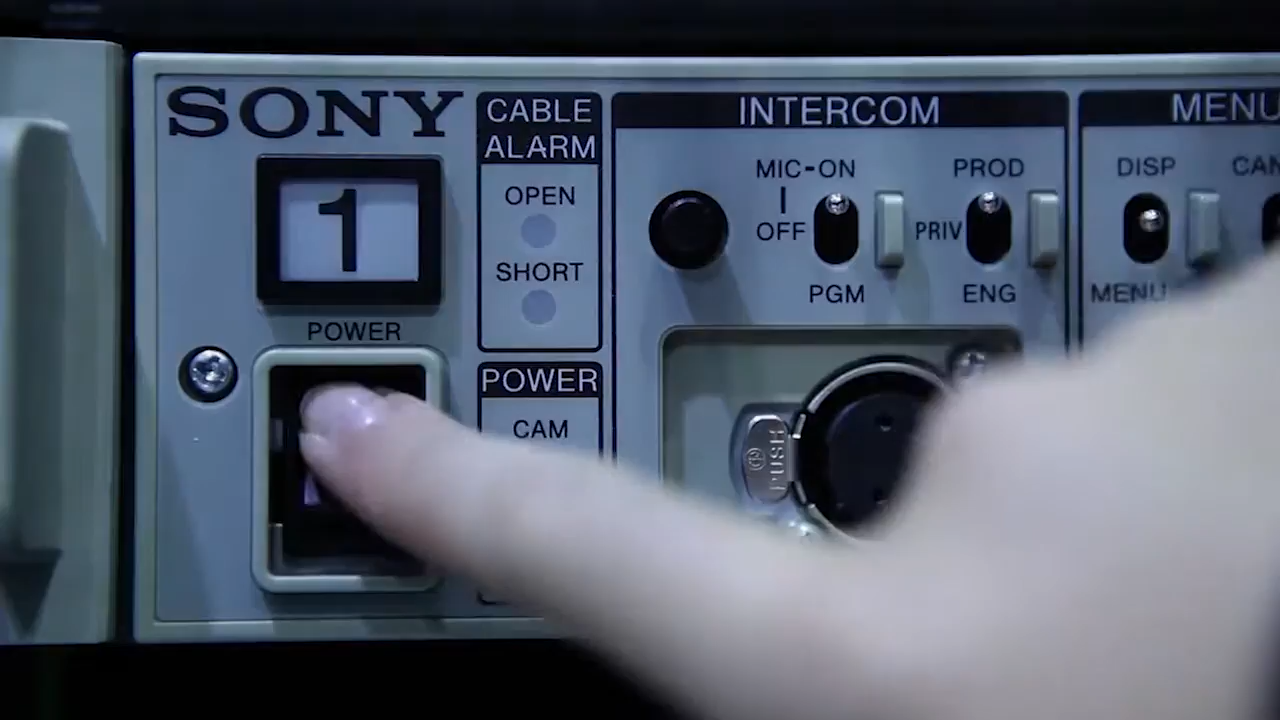 SONY
1
POWER
CABLE
ALARM
OPEN
SHORT
POWER
CAM
INTERCOM
MIC-ON
OFF
PGM
PROD
PRIV
ENG
PUSH
MENU
DISP
MENU